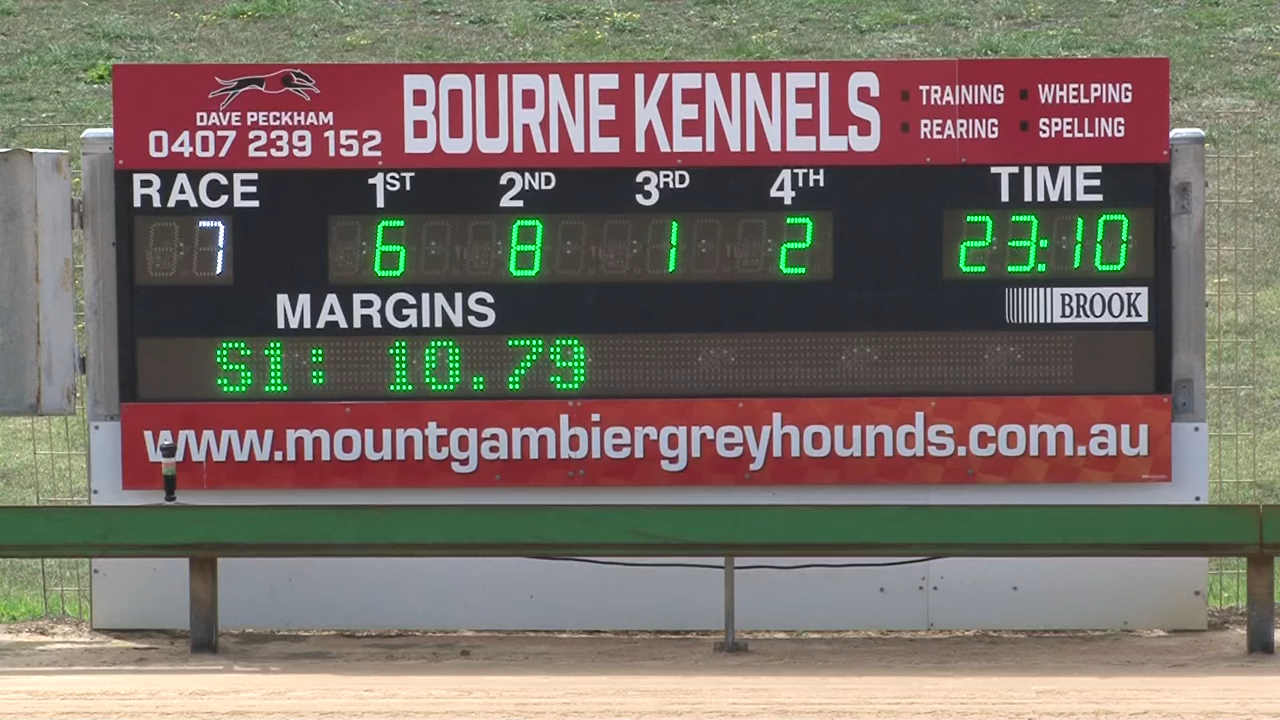 DAVE PECKHAM
0407 239 152
BOURNE KENNELS
TRAINING WHELPING
REARING SPELLING
RACE 1ST 2ND 3RD 4TH TIME
7 6 8 1 2 23:10
MARGINS
BROOK
S1: 10.79
www.mountgambiergreyhounds.com.au